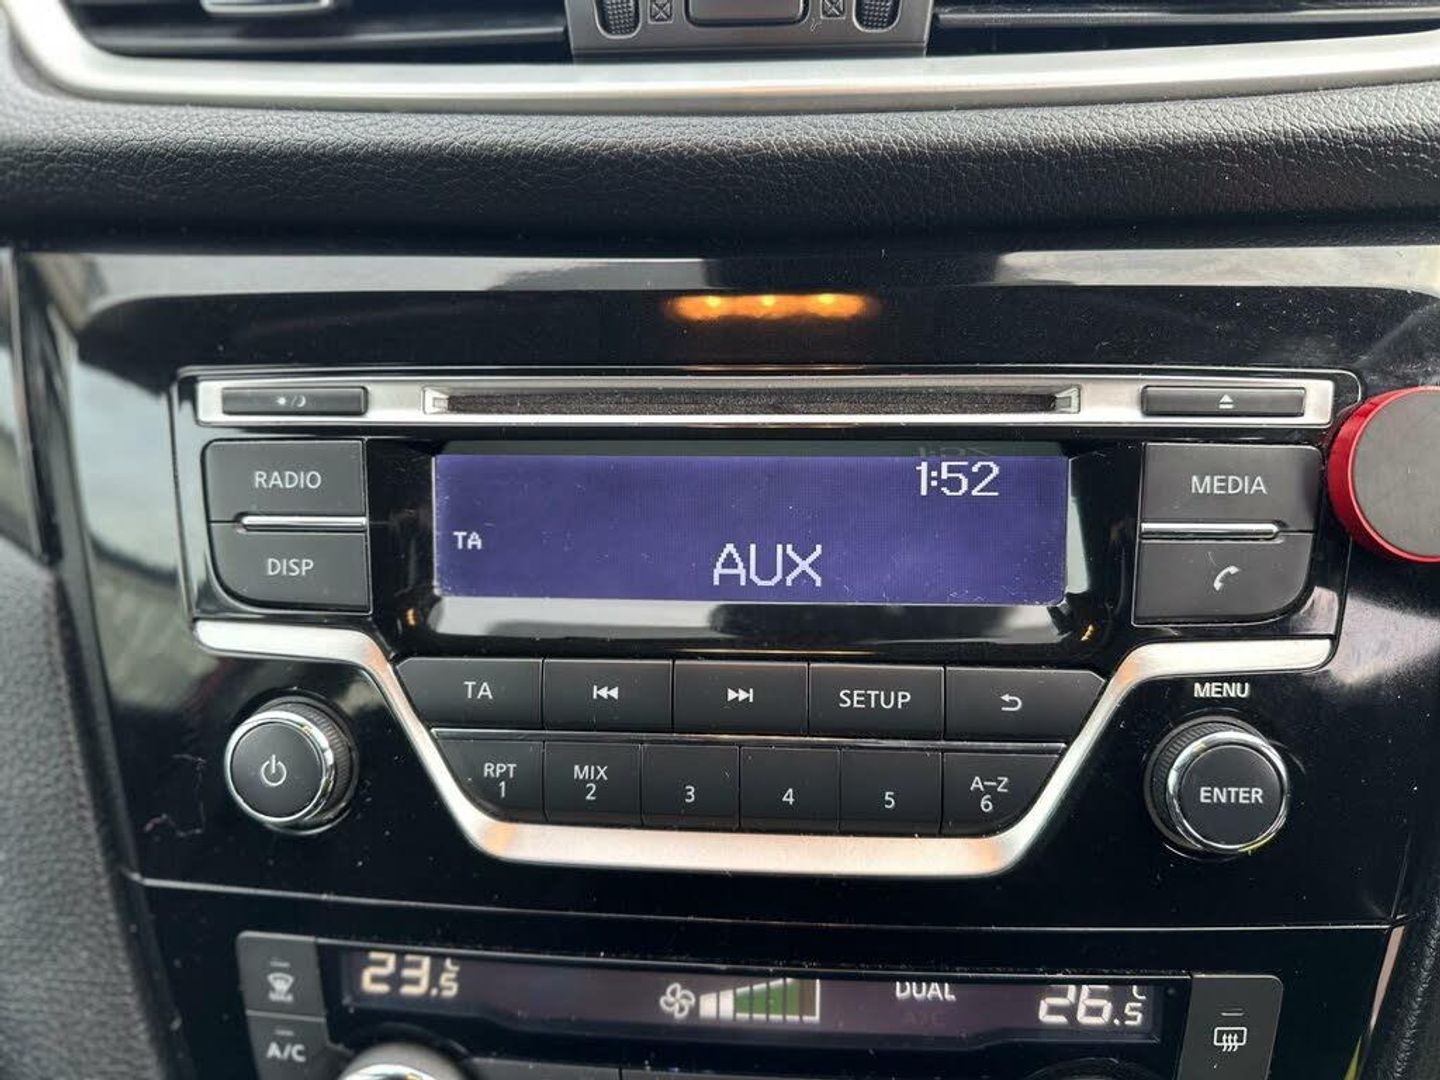 RADIO
1:52
MEDIA
DISP
TA
AUX
TA
SETUP
MENU
RPT
1
MIX
2
3
4
5
A-Z
6
ENTER
23.5°C
DUAL
26.5°C
A/C